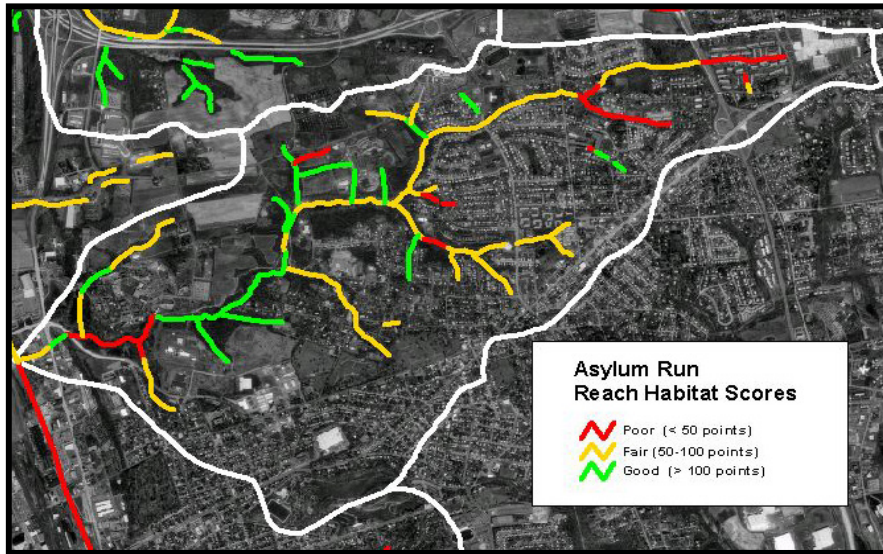 Asylum Run
Reach Habitat Scores
Poor (< 50 points)
Fair (50-100 points)
Good (> 100 points)